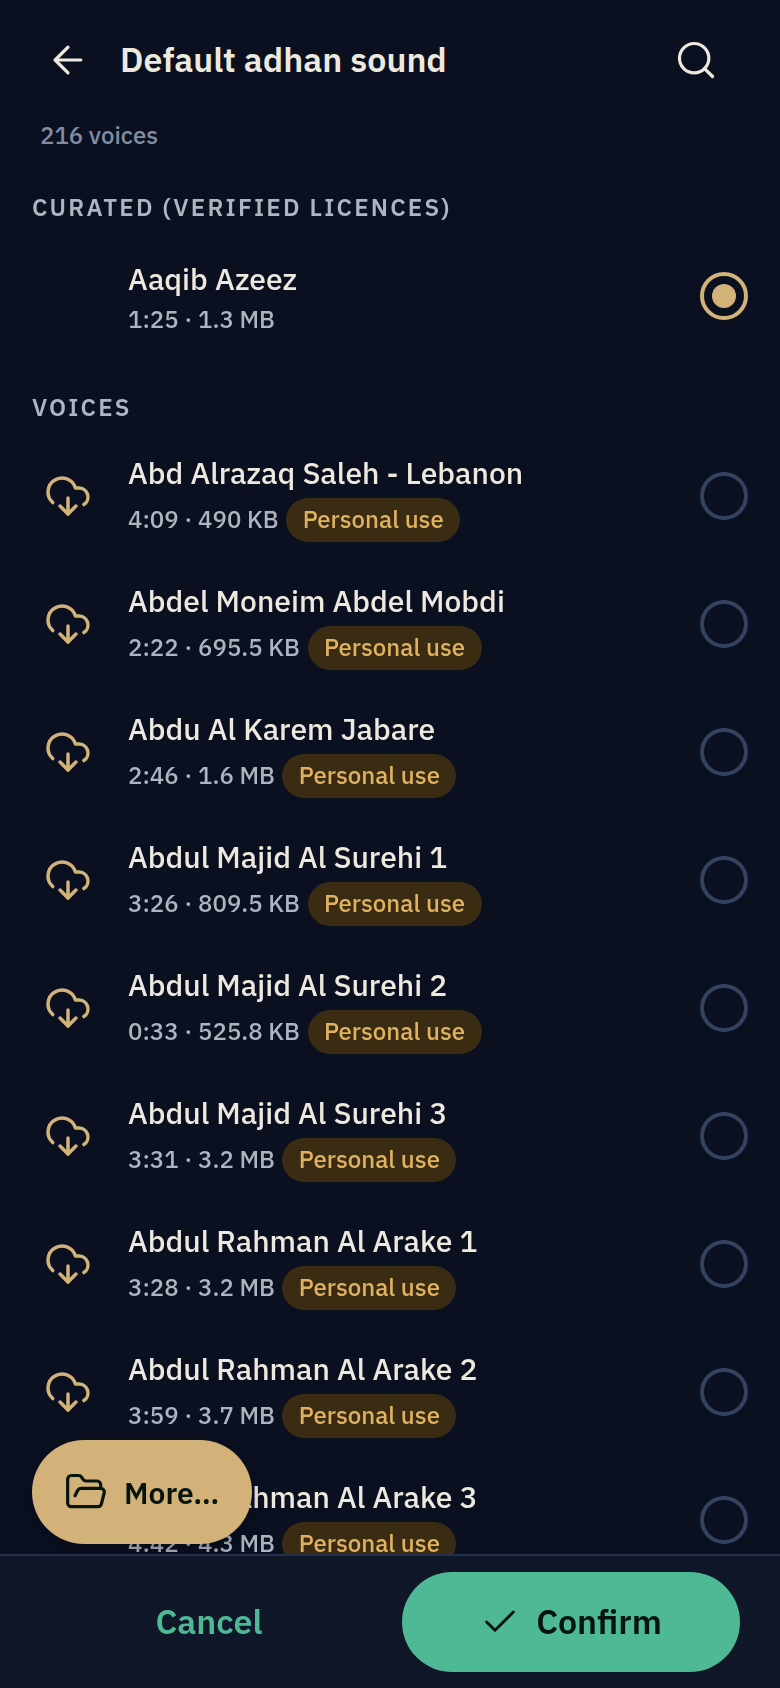 Default adhan sound
216 voices
CURATED (VERIFIED LICENCES)
Aaqib Azeez
1:25 · 1.3 MB
VOICES
Abd Alrazaq Saleh - Lebanon
4:09 · 490 KB Personal use
Abdel Moneim Abdel Mobdi
2:22 · 695.5 KB Personal use
Abdu Al Karem Jabare
2:46 · 1.6 MB Personal use
Abdul Majid Al Surehi 1
3:26 · 809.5 KB Personal use
Abdul Majid Al Surehi 2
0:33 · 525.8 KB Personal use
Abdul Majid Al Surehi 3
3:31 · 3.2 MB Personal use
Abdul Rahman Al Arake 1
3:28 · 3.2 MB Personal use
Abdul Rahman Al Arake 2
3:59 · 3.7 MB Personal use
More...
hman Al Arake 3
4:42 · 4.3 MB Personal use
Cancel
Confirm